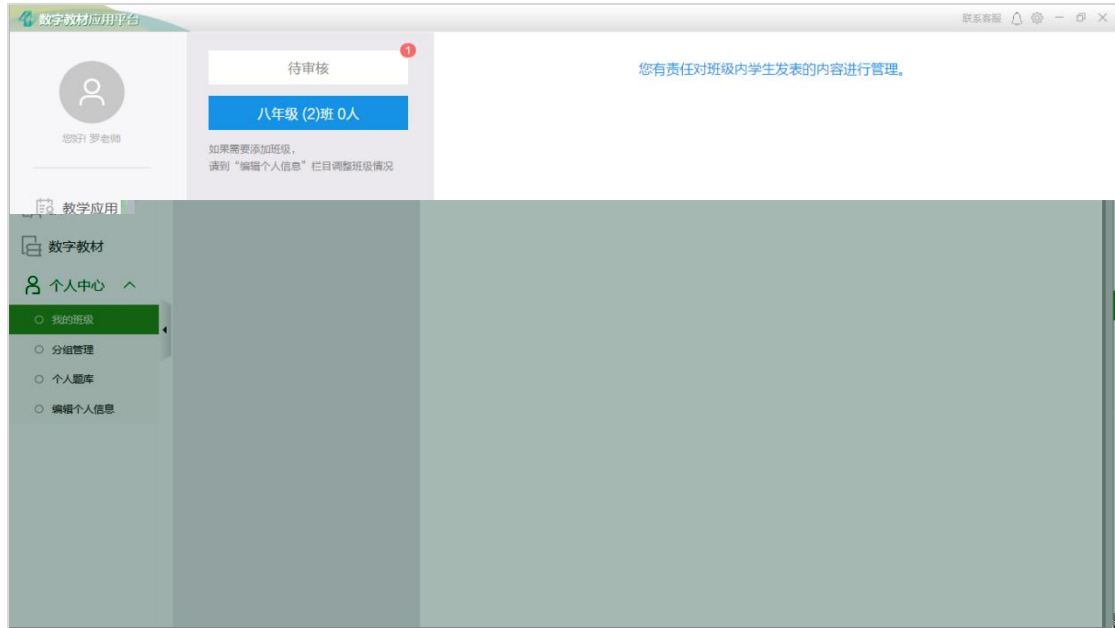 数字教材应用平台
联系客服
您好! 罗老师
教学应用
数字教材
个人中心
我的班级
分组管理
个人题库
编辑个人信息
1
待审核
八年级 (2)班 0人
如果需要添加班级，
请到“编辑个人信息”栏目调整班级情况
您有责任对班级内学生发表的内容进行管理。